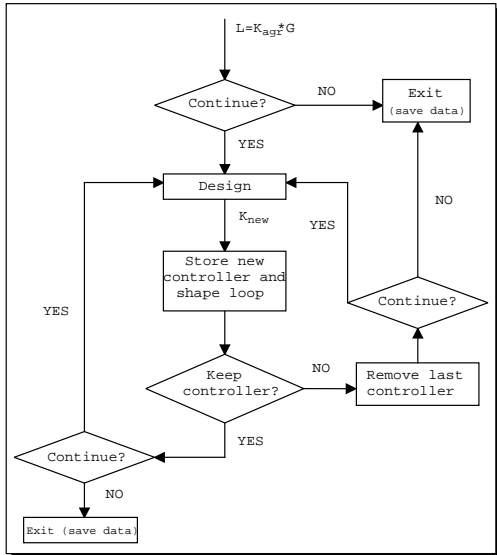 L=Kagr*G
Continue?
NO
Exit
(save data)
YES
Design
Knew
YES
NO
Store new
controller and
shape loop
Continue?
YES
Keep
controller?
NO
Remove last
controller
YES
Continue?
NO
Exit (save data)